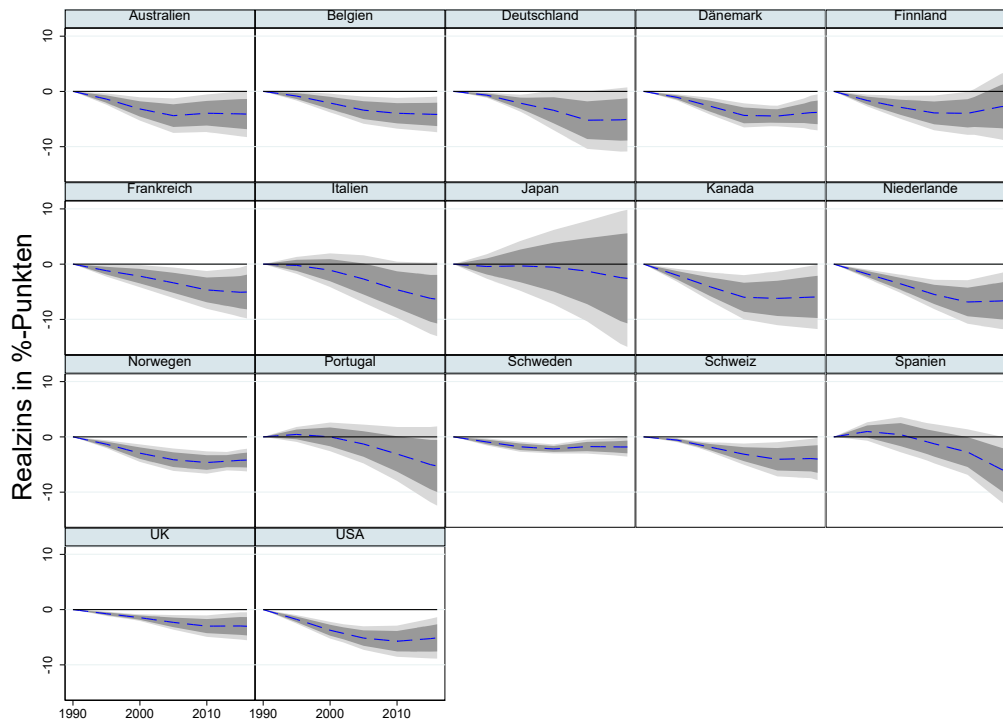 Realzins in %-Punkten
Australien Belgien Deutschland Dänemark Finnland
10
0
-10
Frankreich Italien Japan Kanada Niederlande
10
0
-10
Norwegen Portugal Schweden Schweiz Spanien
10
0
-10
UK USA
10
0
-10
1990 2000 2010 1990 2000 2010